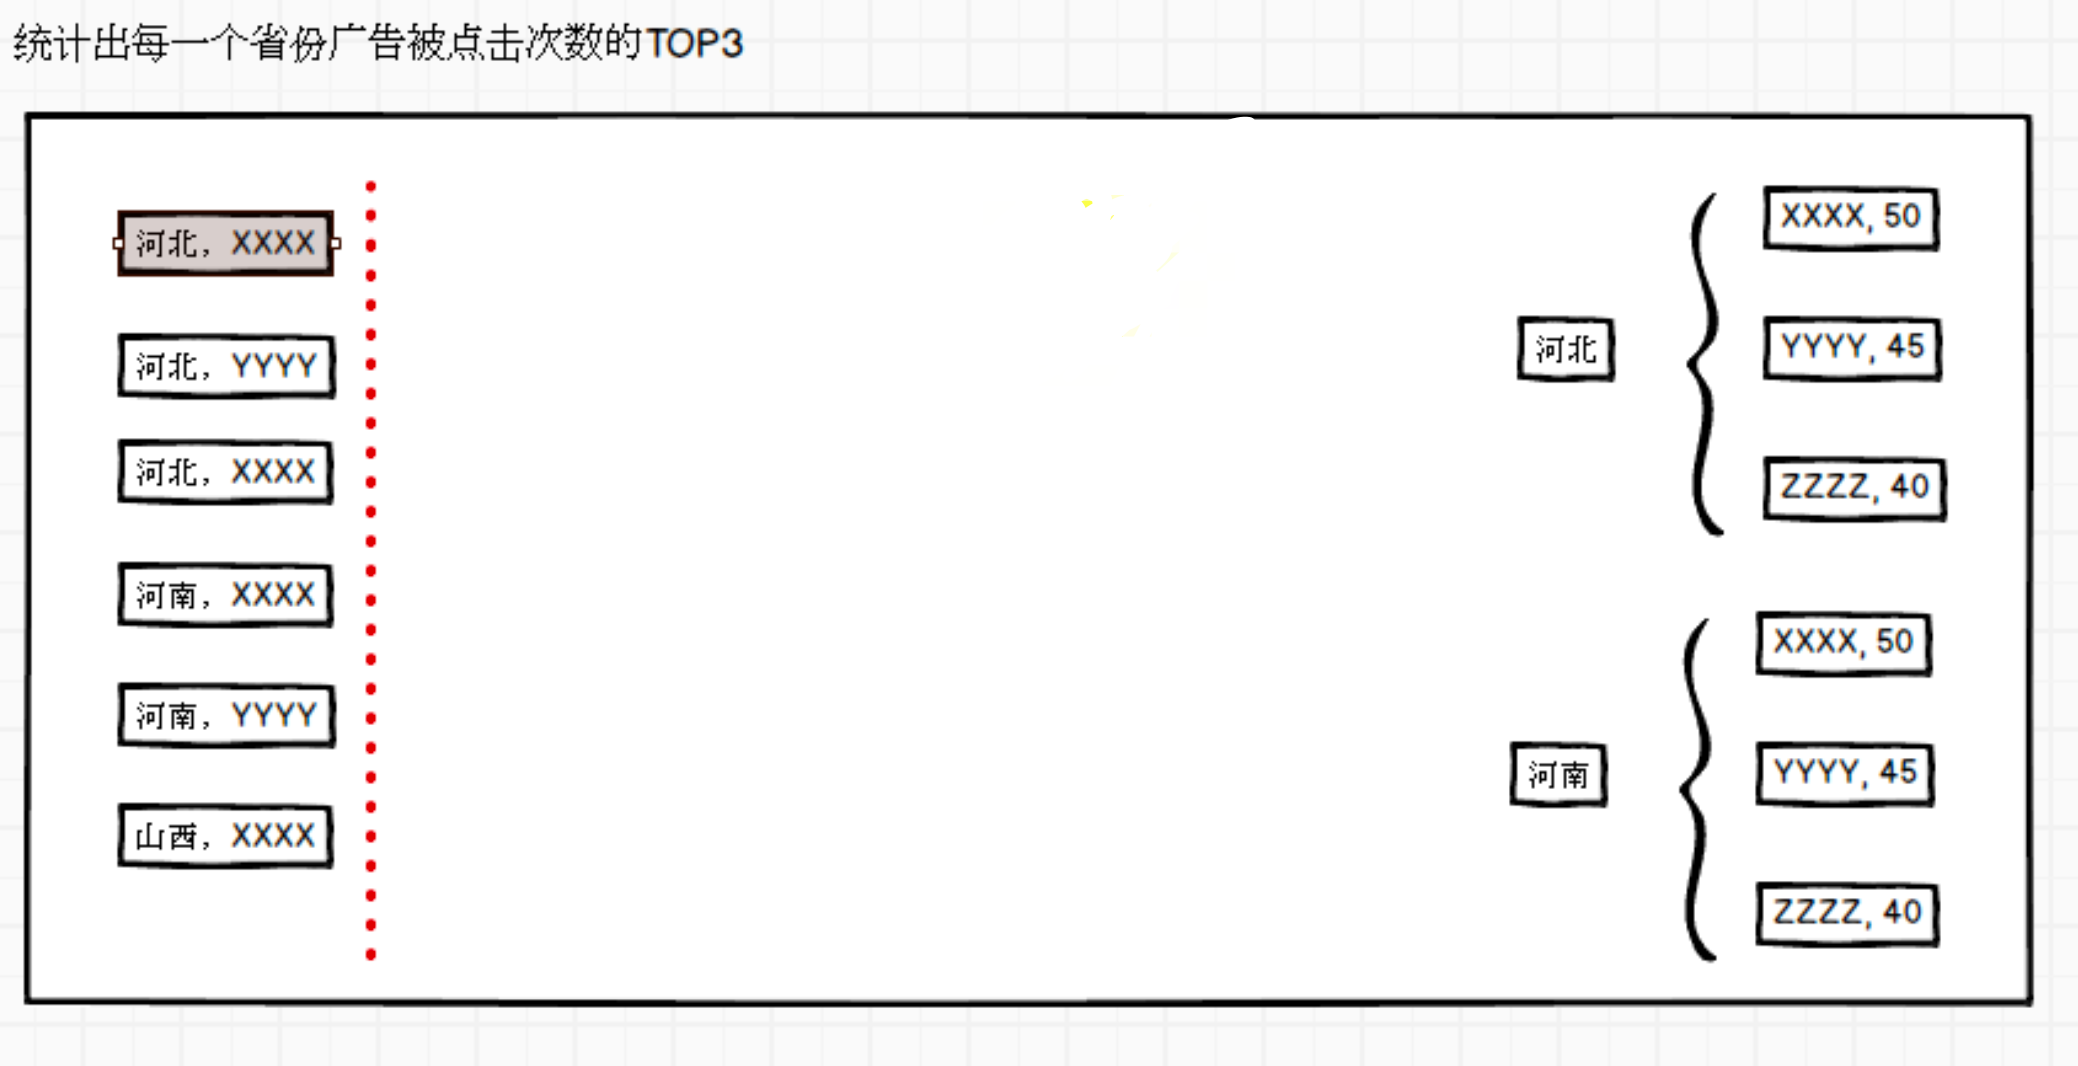 统计出每一个省份广告被点击次数的TOP3
河北，XXXX
河北，YYYY
河北，XXXX
河南，XXXX
河南，YYYY
山西，XXXX
河北
XXXX, 50
YYYY, 45
ZZZZ, 40
河南
XXXX, 50
YYYY, 45
ZZZZ, 40